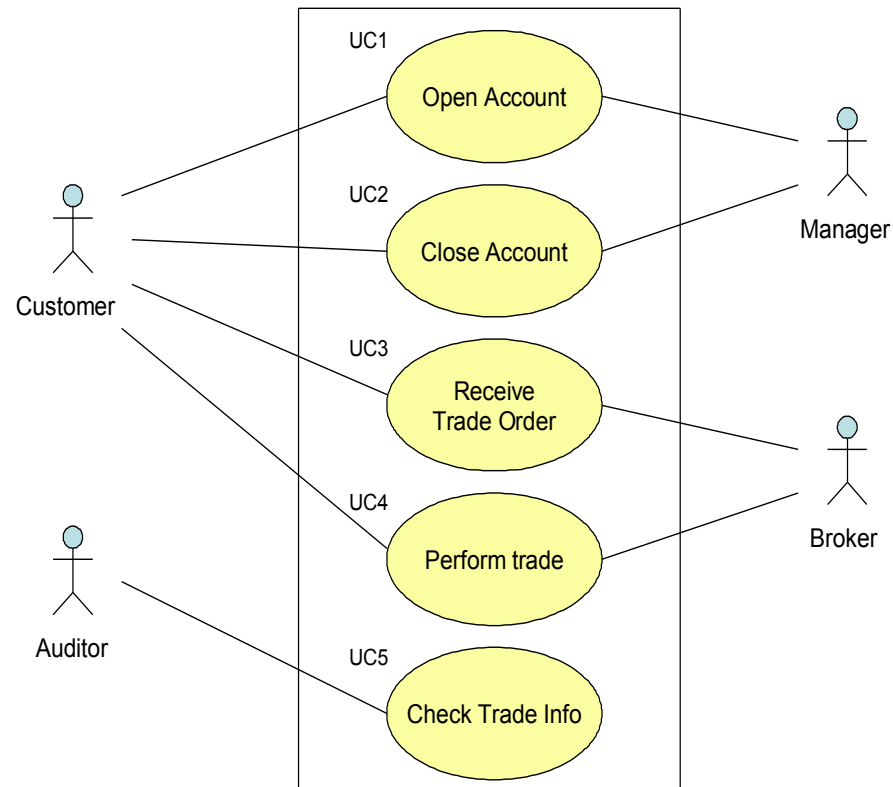 UC1
Open Account
Manager
UC2
Close Account
Customer
UC3
Receive
Trade Order
UC4
Perform trade
Broker
Auditor
UC5
Check Trade Info